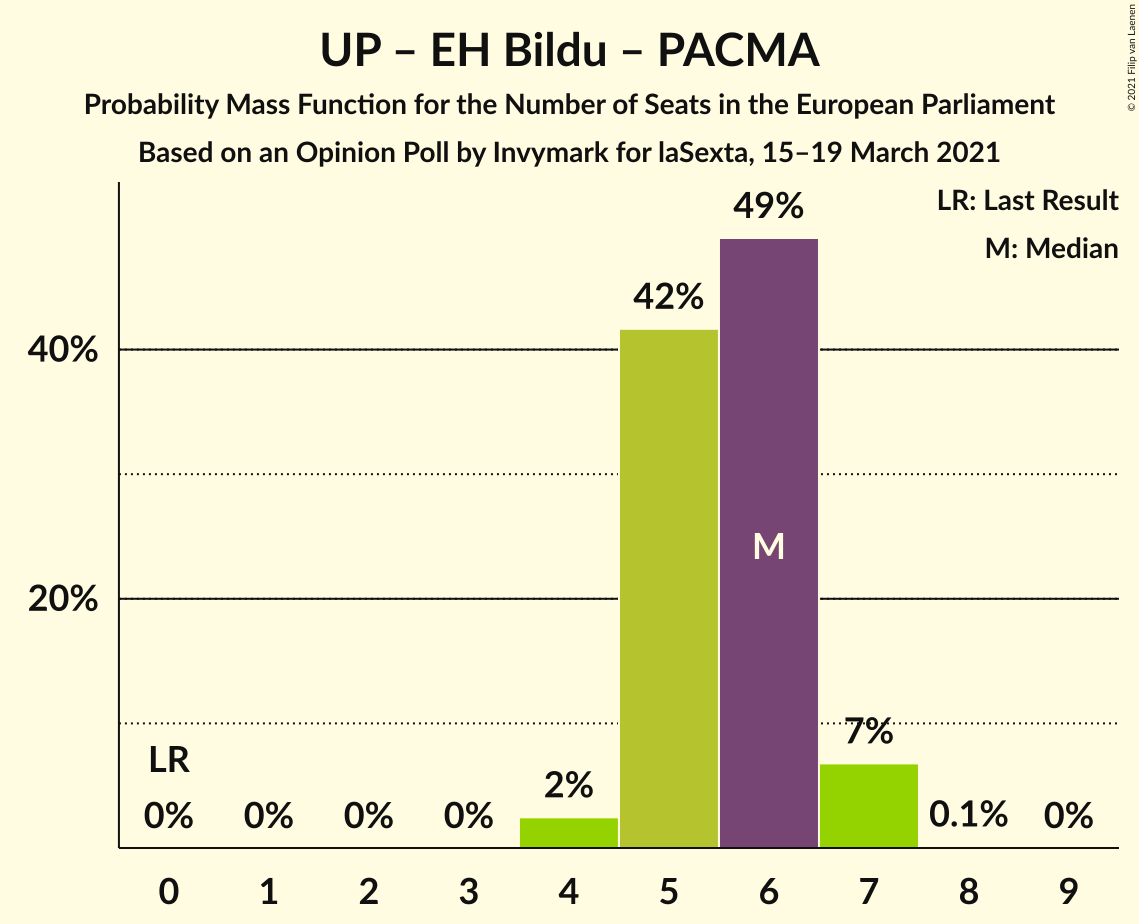 UP – EH Bildu – PACMA
Probability Mass Function for the Number of Seats in the European Parliament
Based on an Opinion Poll by Invymark for laSexta, 15–19 March 2021
© 2021 Filip van Laenen
LR: Last Result
M: Median
49%
42%
40%
M
20%
7%
LR
2%
0% 0% 0% 0% 0.1% 0%
0 1 2 3 4 5 6 7 8 9